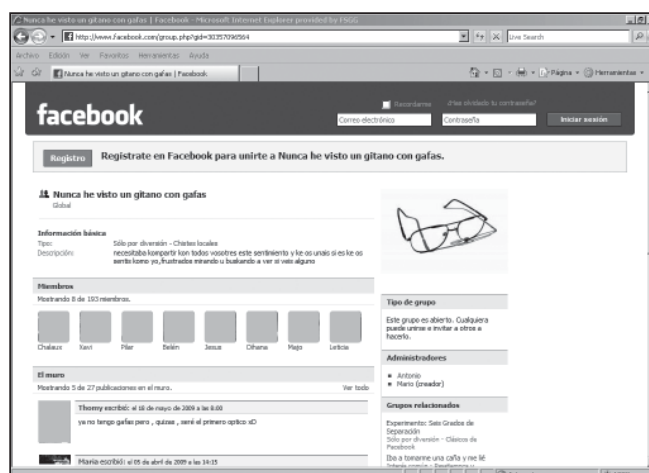 Nunca he visto un gitano con gafas | Facebook - Microsoft Internet Explorer provided by FSGG
http://www.facebook.com/group.php?gid=30357096564
Live Search
Archivo Edición Ver Favoritos Herramientas Ayuda
Nunca he visto un gitano con gafas | Facebook
Página Herramientas
facebook
Recordarme ¿Has olvidado tu contraseña?
Correo electrónico Contraseña Iniciar sesión
Registro Regístrate en Facebook para unirte a Nunca he visto un gitano con gafas.
Nunca he visto un gitano con gafas
Global
Información básica
Tipo: Sólo por diversión - Chistes locales
Descripción: necesitaba kompartir kon todos vosotres este sentimiento y ke os unais si es ke os
sentis komo yo,frustrados mirando u buskando a ver si veis alguno
Miembros
Mostrando 8 de 193 miembros.
Chalaux Xavi Pilar Belén Jesus Oihana Majo Leticia
El muro
Mostrando 5 de 27 publicaciones en el muro. Ver todo
Thomy escribió: el 18 de mayo de 2009 a las 8:00
ya no tengo gafas pero , quizas , seré el primero optico xD
Maria escribió: el 05 de abril de 2009 a las 14:15
Tipo de grupo
Este grupo es abierto. Cualquiera
puede unirse e invitar a otros a
hacerlo.
Administradores
Antonio
Mario (creador)
Grupos relacionados
Experimento: Seis Grados de
Separación
Sólo por diversión - Clásicos de
Facebook
Iba a tomarme una caña y me lié